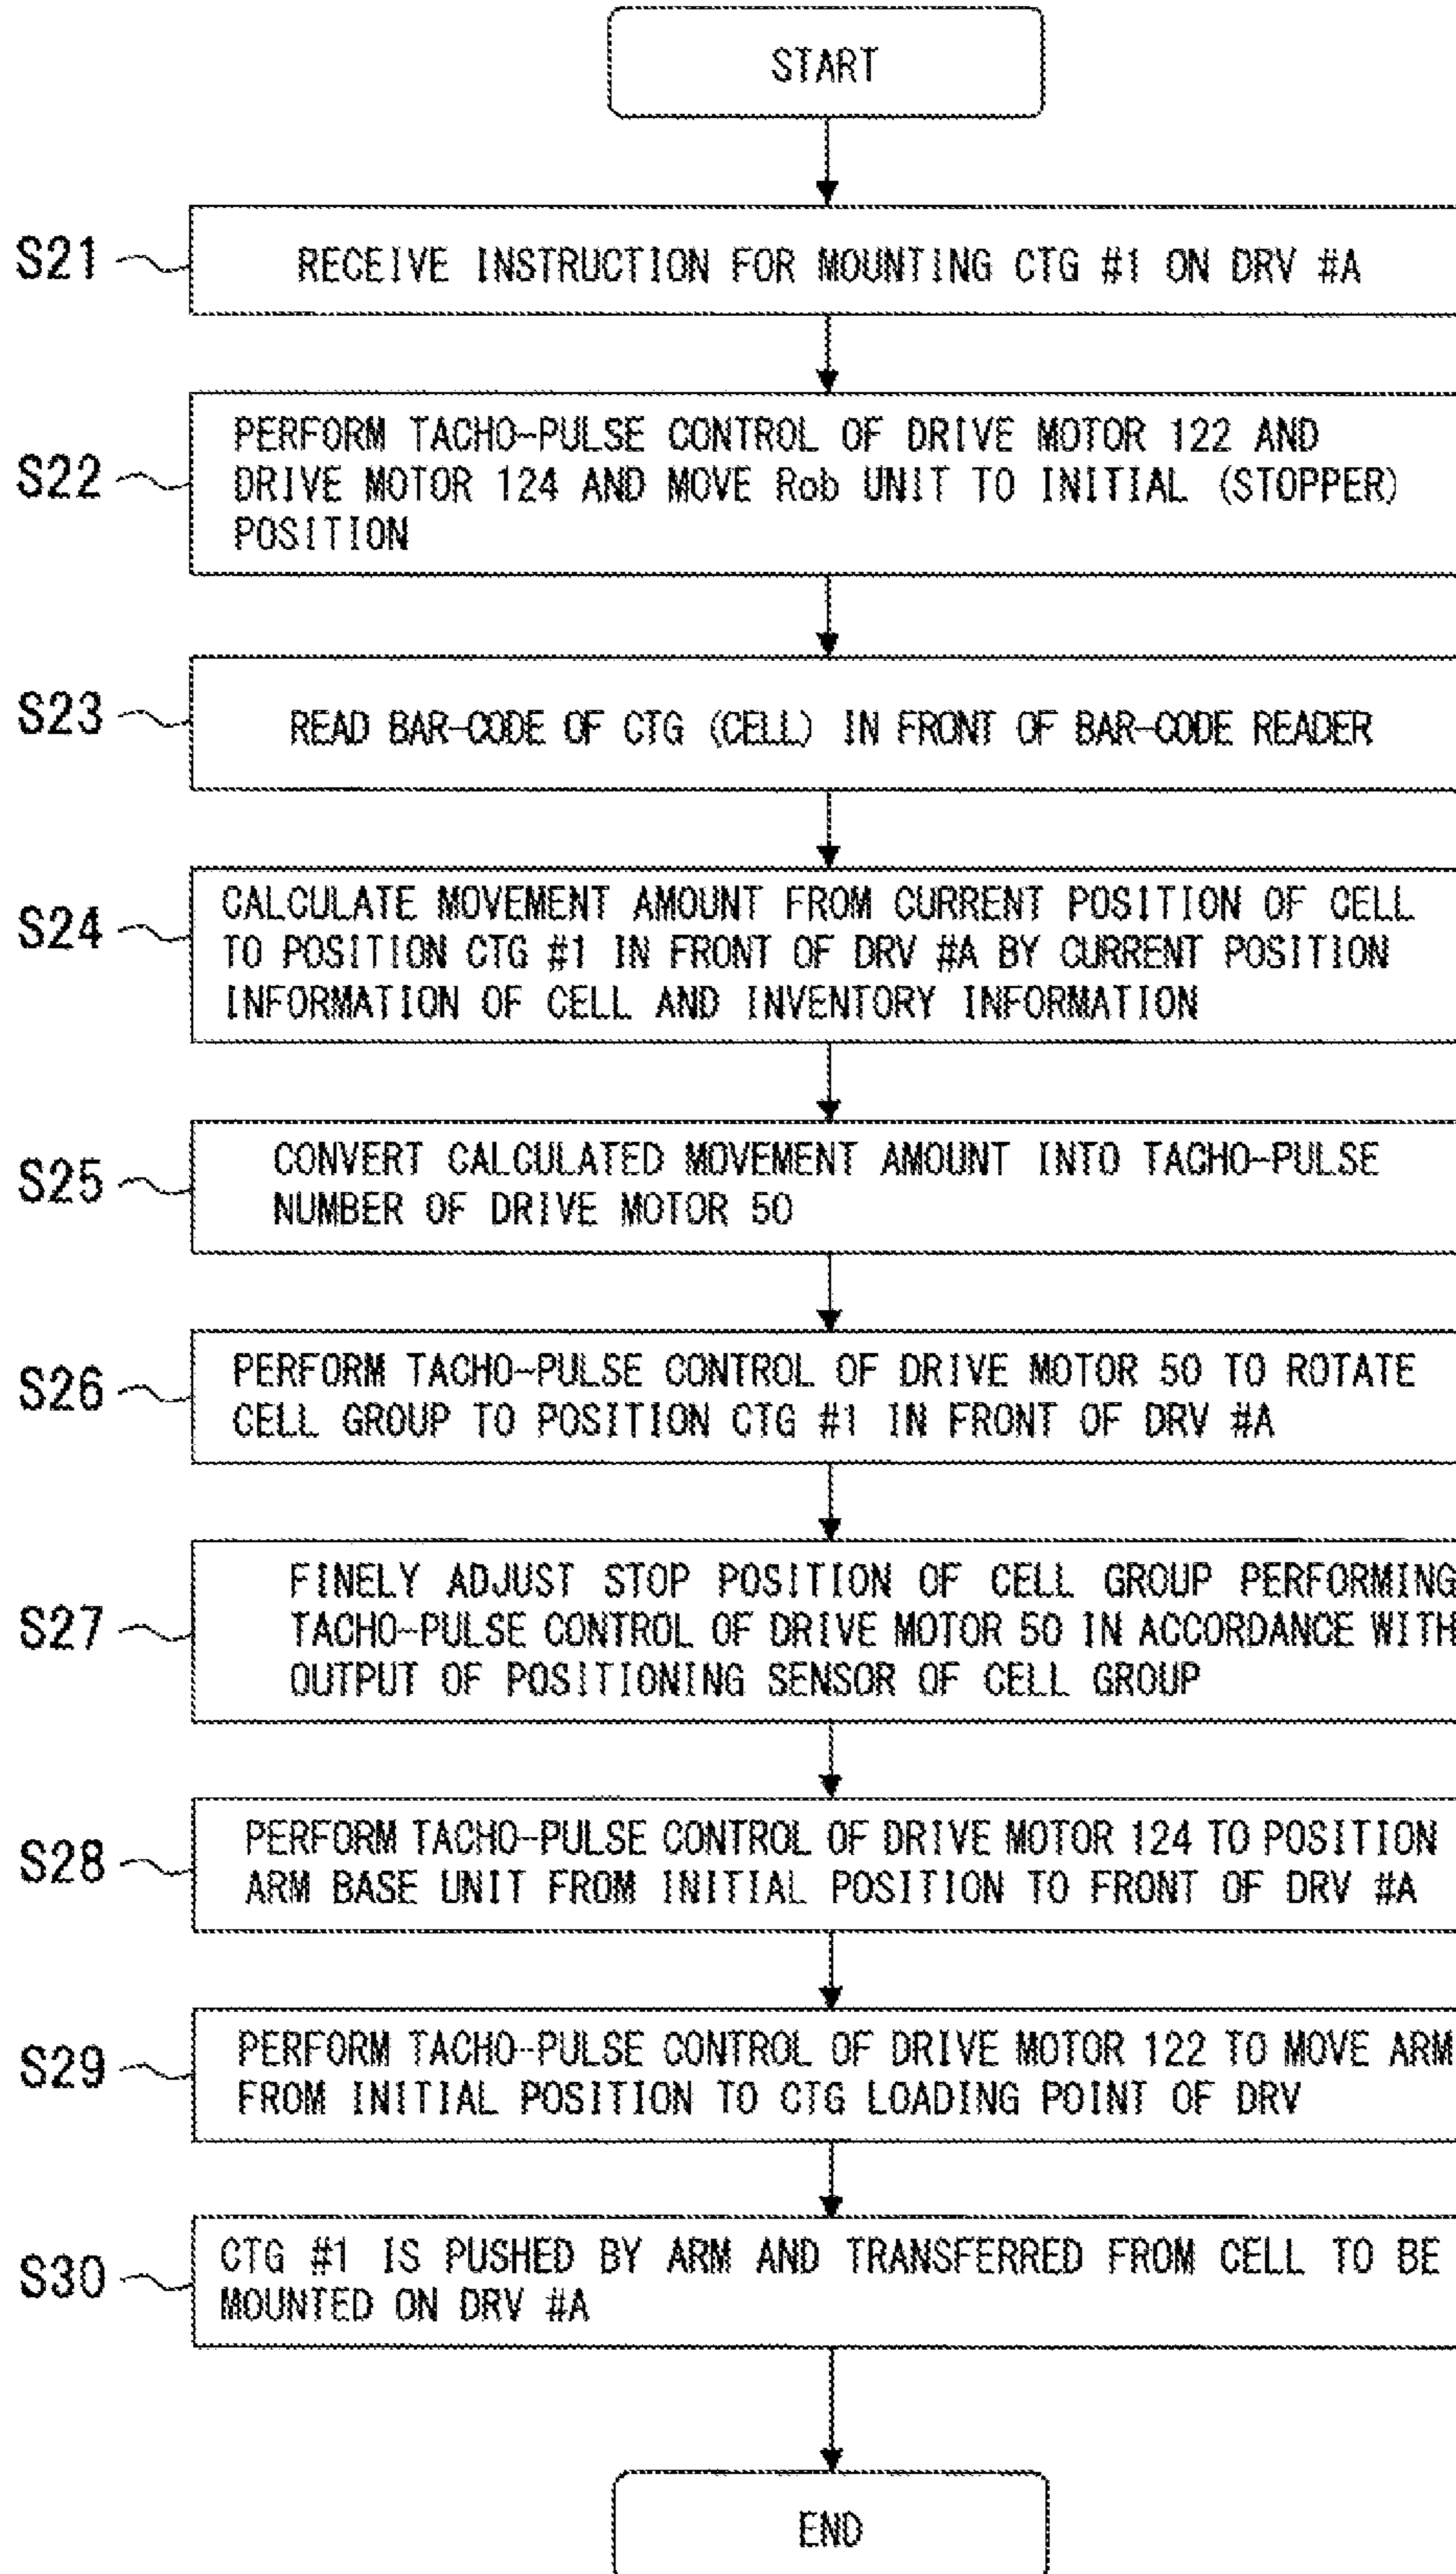 START
S21
RECEIVE INSTRUCTION FOR MOUNTING CTG #1 ON DRV #A
S22
PERFORM TACHO-PULSE CONTROL OF DRIVE MOTOR 122 AND
DRIVE MOTOR 124 AND MOVE Rob UNIT TO INITIAL (STOPPER)
POSITION
S23
READ BAR-CODE OF CTG (CELL) IN FRONT OF BAR-CODE READER
S24
CALCULATE MOVEMENT AMOUNT FROM CURRENT POSITION OF CELL
TO POSITION CTG #1 IN FRONT OF DRV #A BY CURRENT POSITION
INFORMATION OF CELL AND INVENTORY INFORMATION
S25
CONVERT CALCULATED MOVEMENT AMOUNT INTO TACHO-PULSE
NUMBER OF DRIVE MOTOR 50
S26
PERFORM TACHO-PULSE CONTROL OF DRIVE MOTOR 50 TO ROTATE
CELL GROUP TO POSITION CTG #1 IN FRONT OF DRV #A
S27
FINELY ADJUST STOP POSITION OF CELL GROUP PERFORMING
TACHO-PULSE CONTROL OF DRIVE MOTOR 50 IN ACCORDANCE WITH
OUTPUT OF POSITIONING SENSOR OF CELL GROUP
S28
PERFORM TACHO-PULSE CONTROL OF DRIVE MOTOR 124 TO POSITION
ARM BASE UNIT FROM INITIAL POSITION TO FRONT OF DRV #A
S29
PERFORM TACHO-PULSE CONTROL OF DRIVE MOTOR 122 TO MOVE ARM
FROM INITIAL POSITION TO CTG LOADING POINT OF DRV
S30
CTG #1 IS PUSHED BY ARM AND TRANSFERRED FROM CELL TO BE
MOUNTED ON DRV #A
END